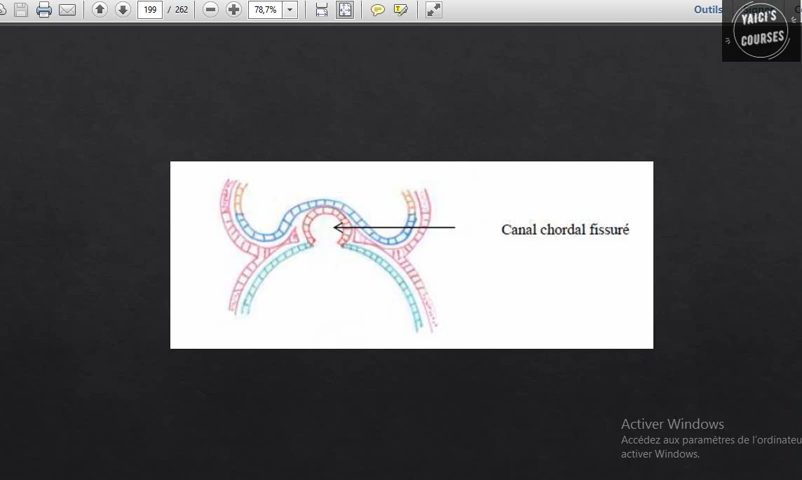 199 / 262
78,7%
Outils
YAICI'S
COURSES
Canal chordal fissuré
Activer Windows
Accédez aux paramètres de l'ordinateu
activer Windows.